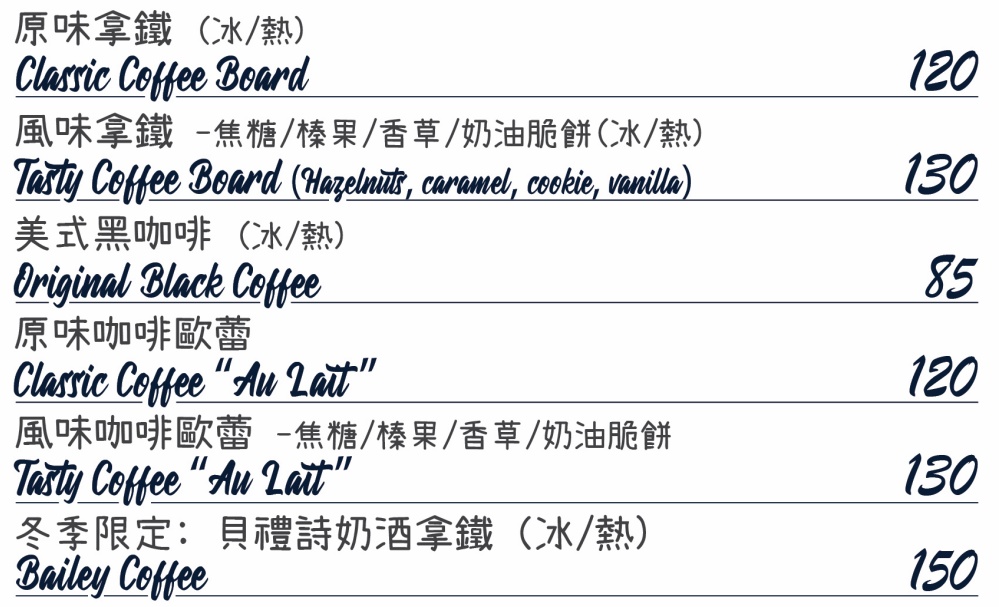 原味拿鐵 (冰/熱)
Classic Coffee Board 120
風味拿鐵 -焦糖/榛果/香草/奶油脆餅(冰/熱)
Tasty Coffee Board (Hazelnuts, caramel, cookie, vanilla) 130
美式黑咖啡 (冰/熱)
Original Black Coffee 85
原味咖啡歐蕾
Classic Coffee “Au Lait” 120
風味咖啡歐蕾 -焦糖/榛果/香草/奶油脆餅
Tasty Coffee “Au Lait” 130
冬季限定: 貝禮詩奶酒拿鐵 (冰/熱)
Bailey Coffee 150